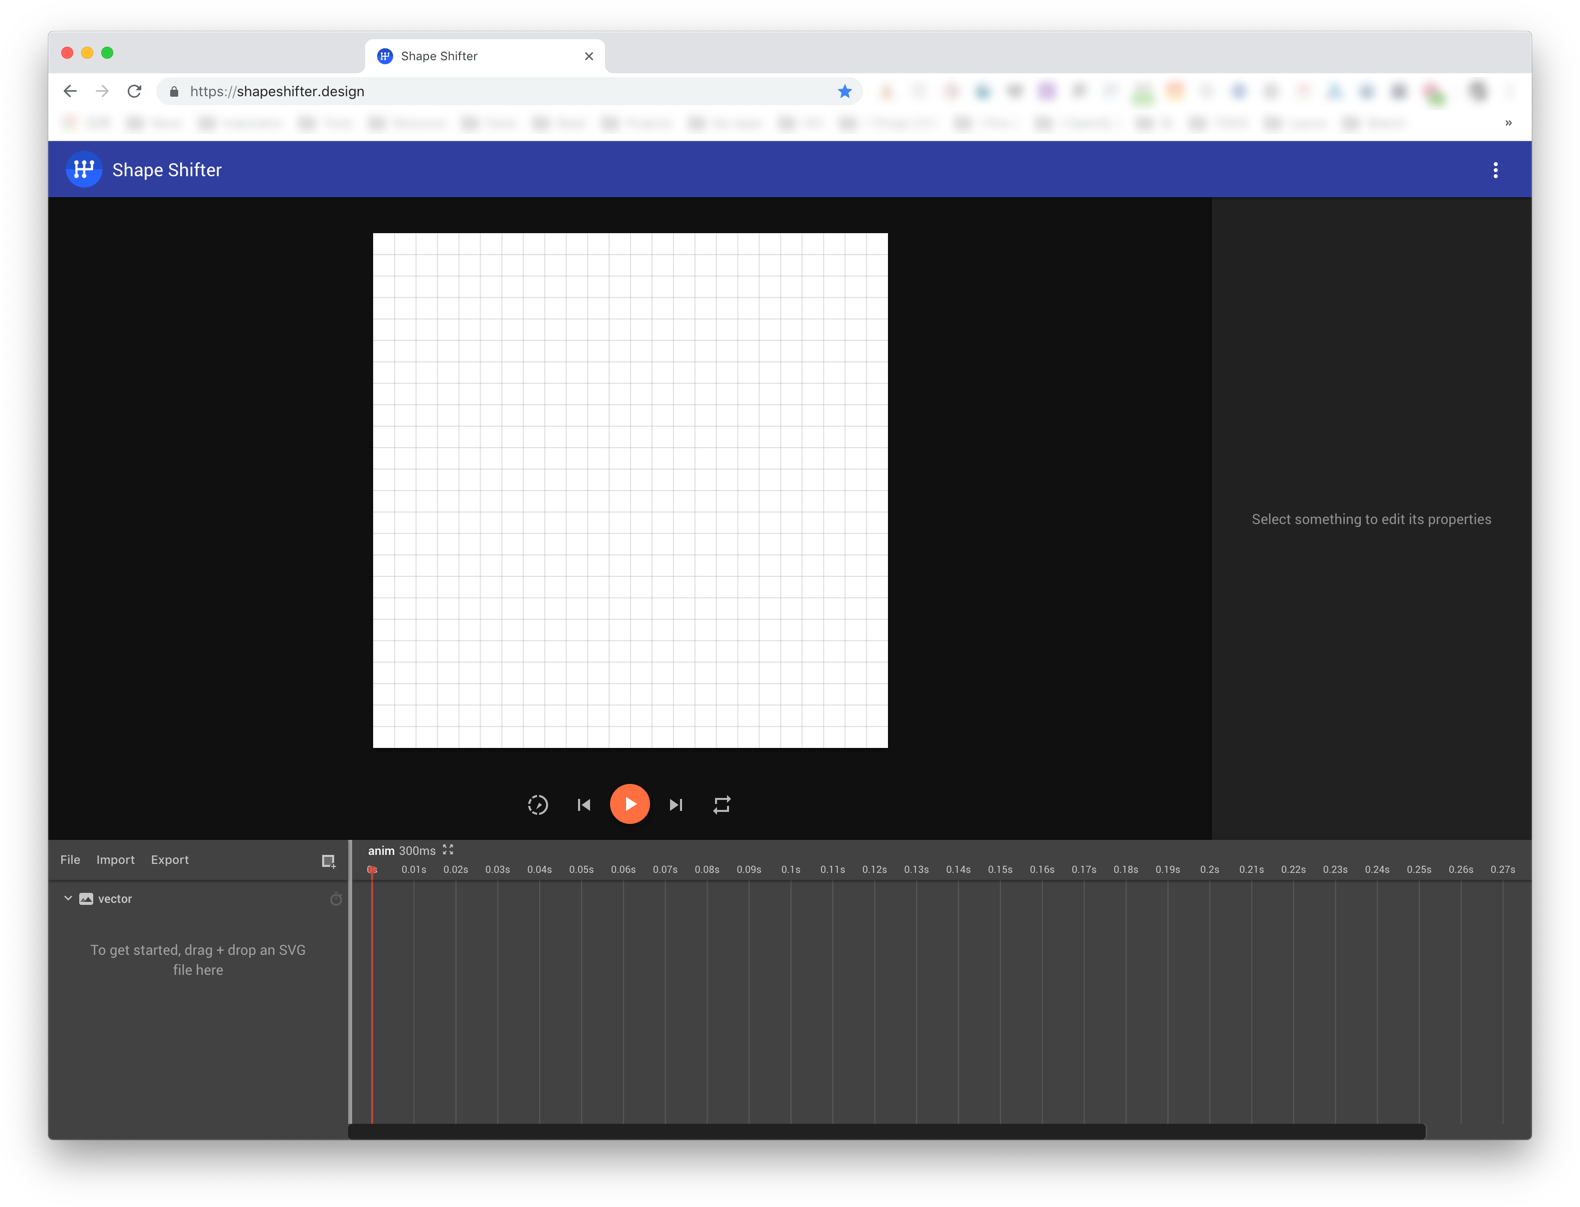 Shape Shifter
https://shapeshifter.design
»
Shape Shifter
Select something to edit its properties
File Import Export
anim 300ms
0s 0.01s 0.02s 0.03s 0.04s 0.05s 0.06s 0.07s 0.08s 0.09s 0.1s 0.11s 0.12s 0.13s 0.14s 0.15s 0.16s 0.17s 0.18s 0.19s 0.2s 0.21s 0.22s 0.23s 0.24s 0.25s 0.26s 0.27s
vector
To get started, drag + drop an SVG
file here